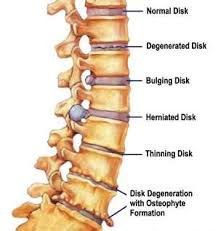 Normal Disk
Degenerated Disk
Bulging Disk
Herniated Disk
Thinning Disk
Disk Degeneration
with Osteophyte
Formation